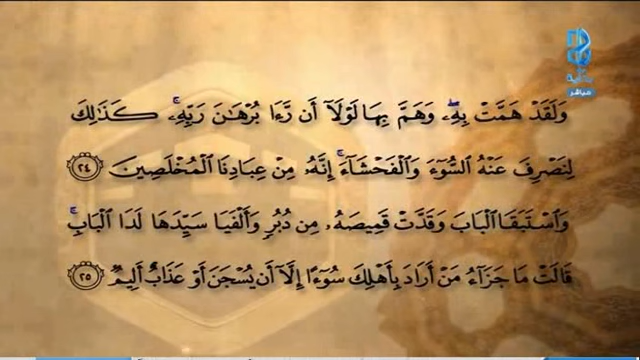 مباشر
وَلَقَدْ هَمَّتْ بِهِۦۖ وَهَمَّ بِهَا لَوْلَآ أَن رَّءَا بُرْهَٰنَ رَبِّهِۦۚ كَذَٰلِكَ
لِنَصْرِفَ عَنْهُ ٱلسُّوٓءَ وَٱلْفَحْشَآءَۚ إِنَّهُۥ مِنْ عِبَادِنَا ٱلْمُخْلَصِينَ ٢٤
وَٱسْتَبَقَا ٱلْبَابَ وَقَدَّتْ قَمِيصَهُۥ مِن دُبُرٍ وَأَلْفَيَا سَيِّدَهَا لَدَا ٱلْبَابِۚ
قَالَتْ مَا جَزَآءُ مَنْ أَرَادَ بِأَهْلِكَ سُوٓءًا إِلَّآ أَن يُسْجَنَ أَوْ عَذَابٌ أَلِيمٌ ٢٥